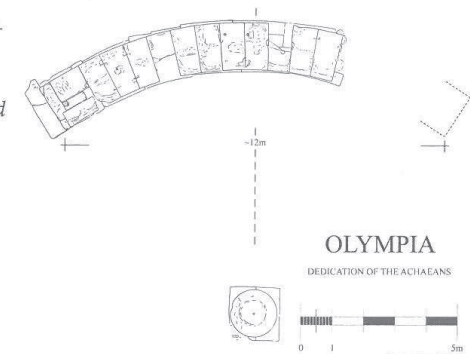 ~12m
OLYMPIA
DEDICATION OF THE ACHAEANS
0 1 5m